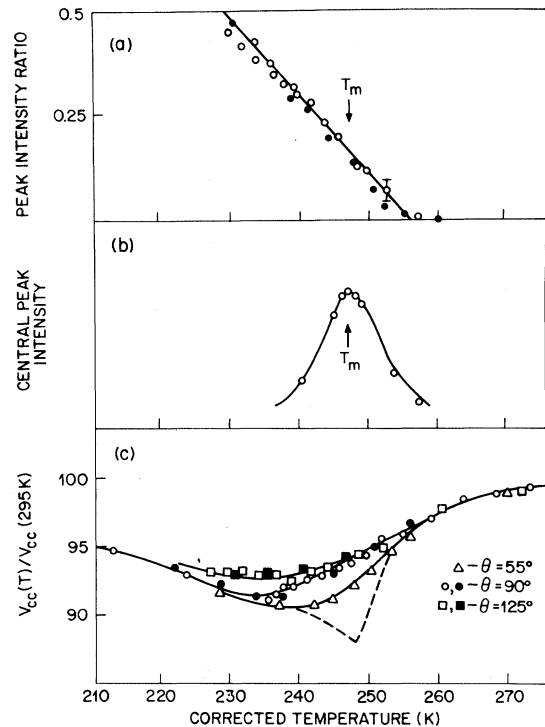 0.5
(a)
Tm
0.25
PEAK INTENSITY RATIO
(b)
CENTRAL PEAK
INTENSITY
Tm
(c)
100
95
90
Vcc(T)/Vcc(295K)
△-θ=55°
○,●-θ=90°
□,■-θ=125°
210 220 230 240 250 260 270
CORRECTED TEMPERATURE (K)